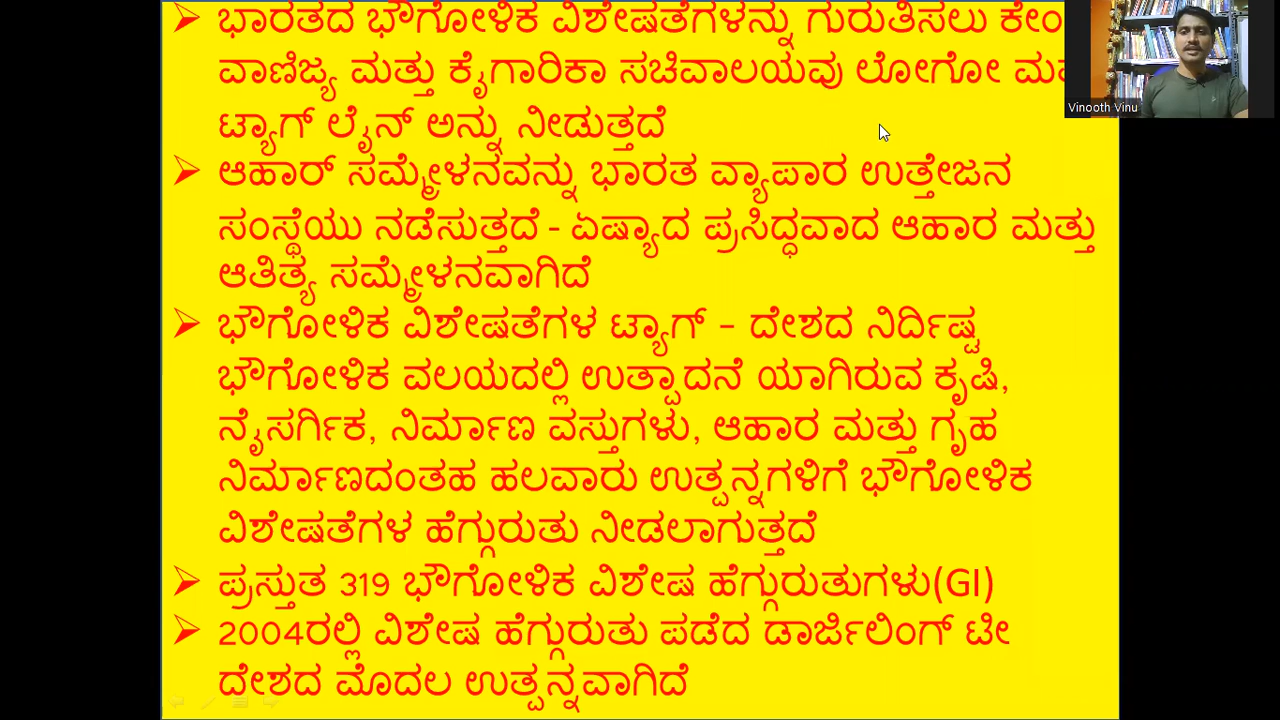 ➢ ಭಾರತದ ಭೌಗೋಳಿಕ ವಿಶೇಷತೆಗಳನ್ನು ಗುರುತಿಸಲು
ವಾಣಿಜ್ಯ ಮತ್ತು ಕೈಗಾರಿಕಾ ಸಚಿವಾಲಯವು ಲೋಗೋ
ಟ್ಯಾಗ್ ಲೈನ್ ಅನ್ನು ನೀಡುತ್ತದೆ
➢ ಆಹಾರ್ ಸಮ್ಮೇಳನವನ್ನು ಭಾರತ ವ್ಯಾಪಾರ ಉತ್ತೇಜನ
ಸಂಸ್ಥೆಯು ನಡೆಸುತ್ತದೆ - ಏಷ್ಯಾದ ಪ್ರಸಿದ್ಧವಾದ ಆಹಾರ ಮತ್ತು
ಆತಿತ್ಯ ಸಮ್ಮೇಳನವಾಗಿದೆ
➢ ಭೌಗೋಳಿಕ ವಿಶೇಷತೆಗಳ ಟ್ಯಾಗ್ – ದೇಶದ ನಿರ್ದಿಷ್ಟ
ಭೌಗೋಳಿಕ ವಲಯದಲ್ಲಿ ಉತ್ಪಾದನೆ ಯಾಗಿರುವ ಕೃಷಿ,
ನೈಸರ್ಗಿಕ, ನಿರ್ಮಾಣ ವಸ್ತುಗಳು, ಆಹಾರ ಮತ್ತು ಗೃಹ
ನಿರ್ಮಾಣದಂತಹ ಹಲವಾರು ಉತ್ಪನ್ನಗಳಿಗೆ ಭೌಗೋಳಿಕ
ವಿಶೇಷತೆಗಳ ಹೆಗ್ಗುರುತು ನೀಡಲಾಗುತ್ತದೆ
➢ ಪ್ರಸ್ತುತ 319 ಭೌಗೋಳಿಕ ವಿಶೇಷ ಹೆಗ್ಗುರುತುಗಳು(GI)
➢ 2004ರಲ್ಲಿ ವಿಶೇಷ ಹೆಗ್ಗುರುತು ಪಡೆದ ಡಾರ್ಜಿಲಿಂಗ್ ಟೀ
ದೇಶದ ಮೊದಲ ಉತ್ಪನ್ನವಾಗಿದೆ
Vinooth Vinu